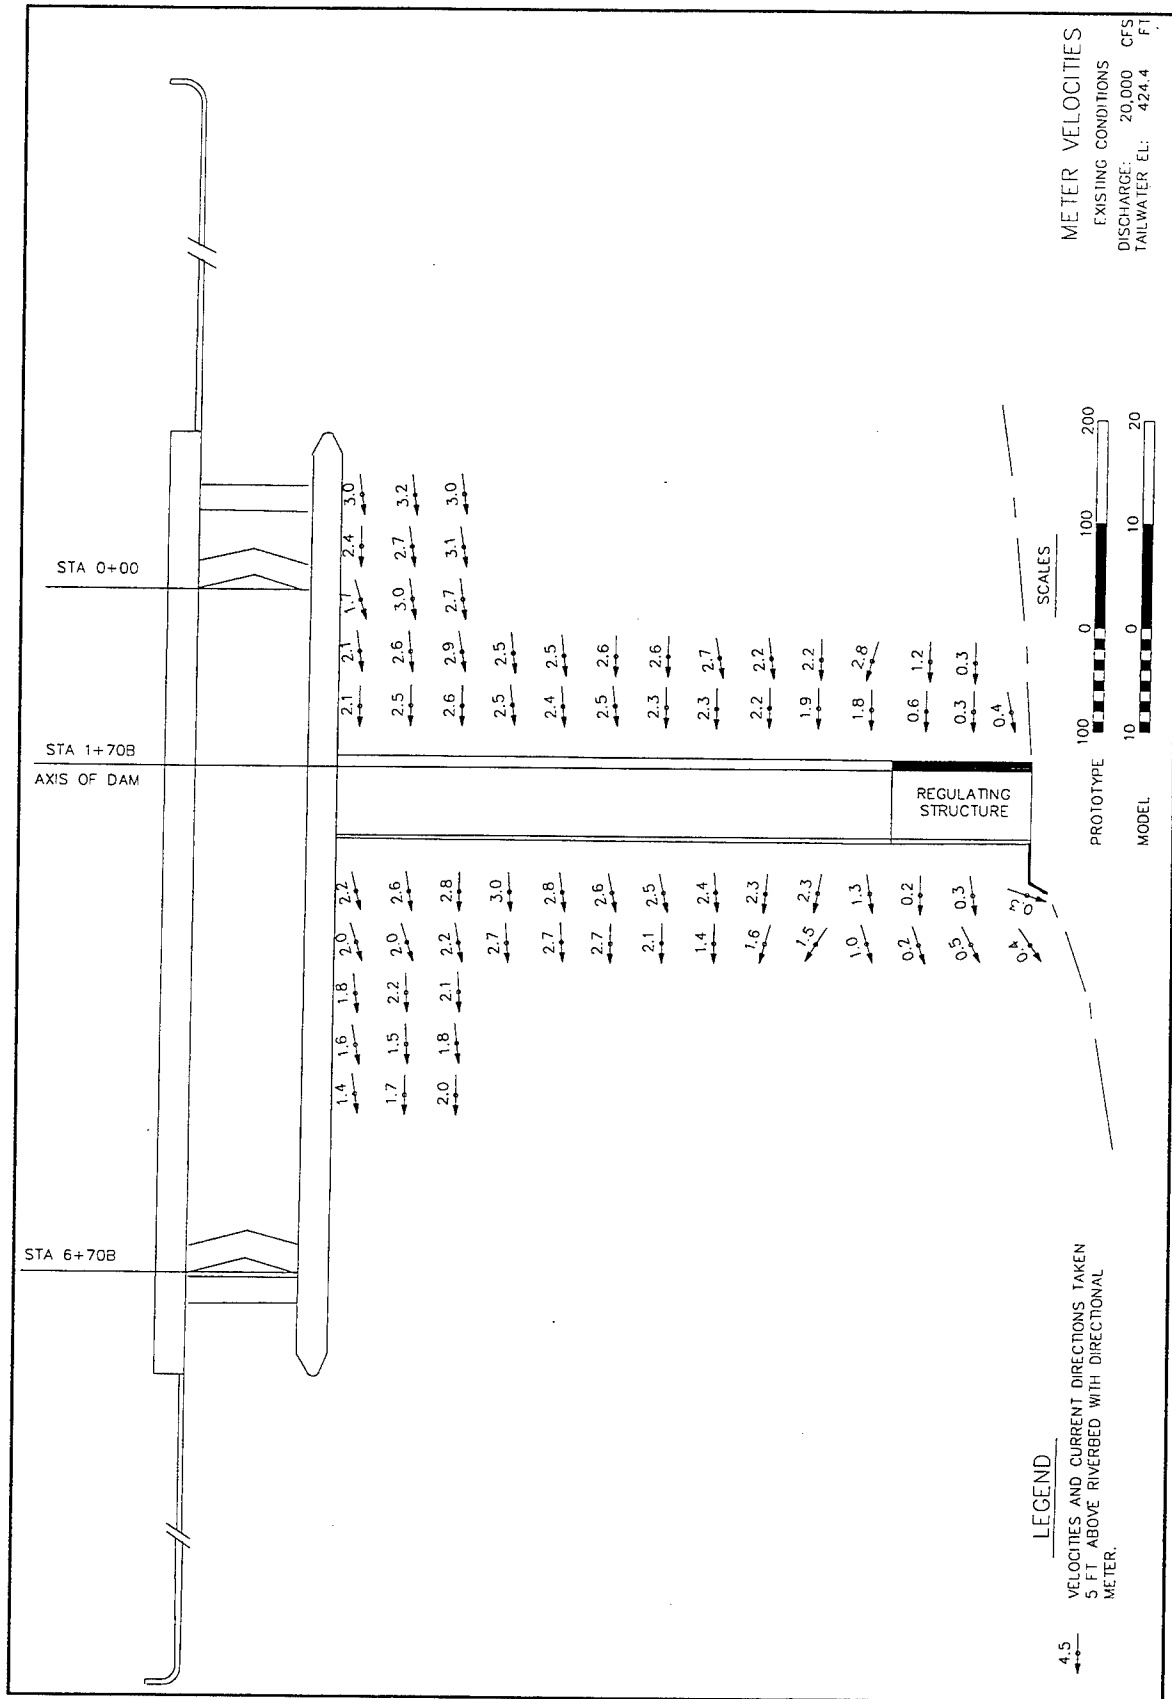 METER VELOCITIES
EXISTING CONDITIONS
DISCHARGE: 20,000 CFS
TAILWATER EL: 424.4 FT
STA 0+00
STA 1+70B
AXIS OF DAM
STA 6+70B
3.0 3.2 3.0
2.4 2.7 3.1
1.7 3.0 2.7
2.1 2.6 2.9 2.5 2.5 2.6 2.6 2.7 2.2 2.2 2.8 1.2 0.3
2.1 2.5 2.6 2.5 2.4 2.5 2.3 2.3 2.2 1.9 1.8 0.6 0.3 0.4
REGULATING
STRUCTURE
2.2 2.6 2.8 3.0 2.8 2.6 2.5 2.4 2.3 2.3 1.3 0.2 0.3 0.3
2.0 2.0 2.2 2.7 2.7 2.7 2.1 1.4 1.6 1.5 1.0 0.2 0.5 0.4
1.8 2.2 2.1
1.6 1.5 1.8
1.4 1.7 2.0
SCALES
PROTOTYPE 100 0 100 200
MODEL 10 0 10 20
LEGEND
4.5 VELOCITIES AND CURRENT DIRECTIONS TAKEN
5 FT ABOVE RIVERBED WITH DIRECTIONAL
METER.